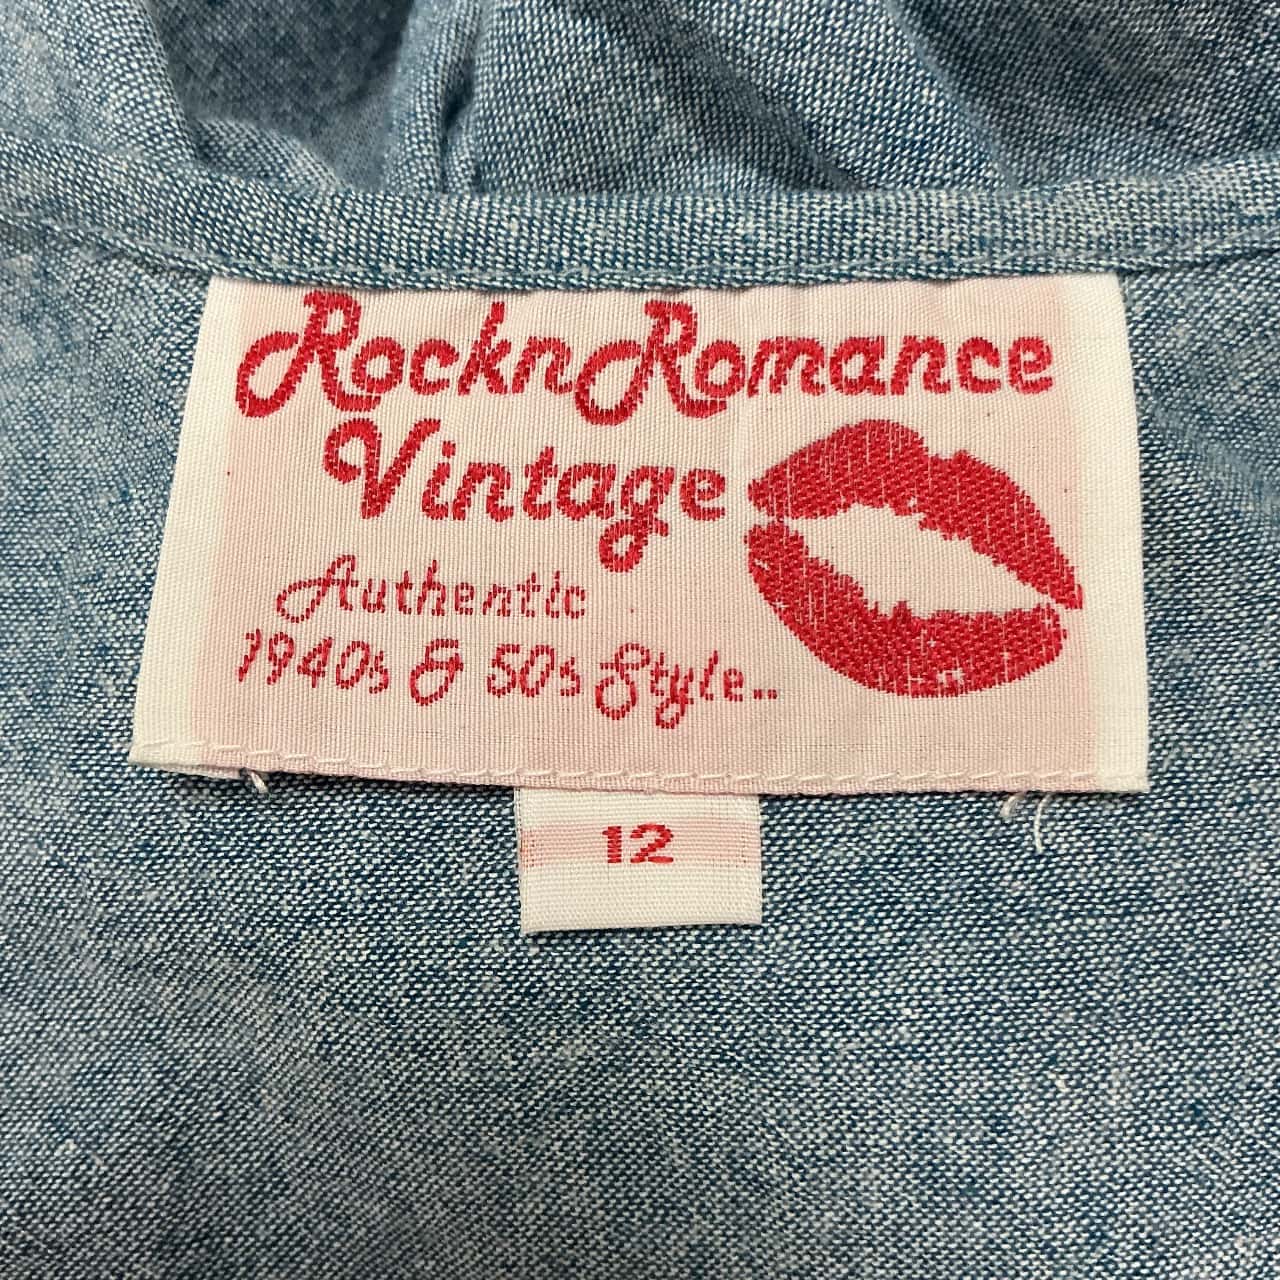 RocknRomance
Vintage
Authentic
1940s & 50s Style..
12